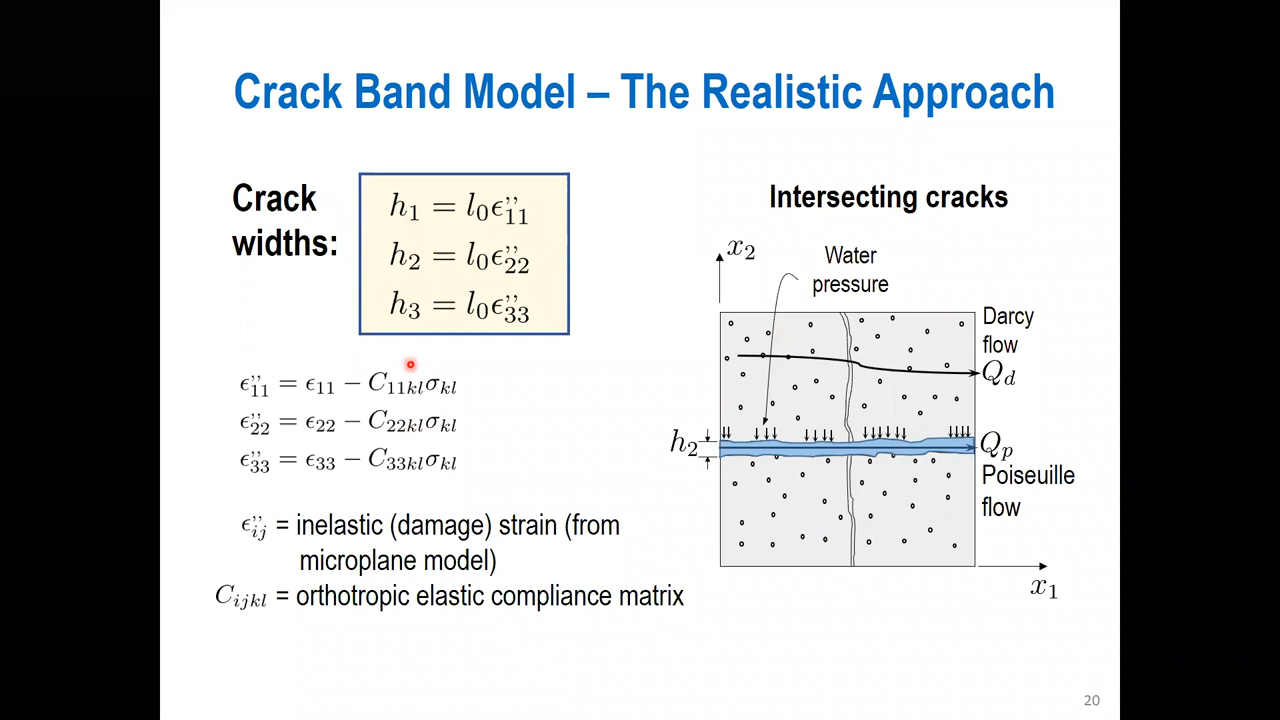 Crack Band Model – The Realistic Approach
Crack
widths:
h₁ = l₀ϵ''₁₁
h₂ = l₀ϵ''₂₂
h₃ = l₀ϵ''₃₃
ϵ''₁₁ = ϵ₁₁ − C₁₁ₖₗσₖₗ
ϵ''₂₂ = ϵ₂₂ − C₂₂ₖₗσₖₗ
ϵ''₃₃ = ϵ₃₃ − C₃₃ₖₗσₖₗ
ϵ''ᵢⱼ = inelastic (damage) strain (from
microplane model)
Cᵢⱼₖₗ = orthotropic elastic compliance matrix
Intersecting cracks
x₂
Water
pressure
Darcy
flow
Q_d
h₂
Q_p
Poiseuille
flow
x₁
20